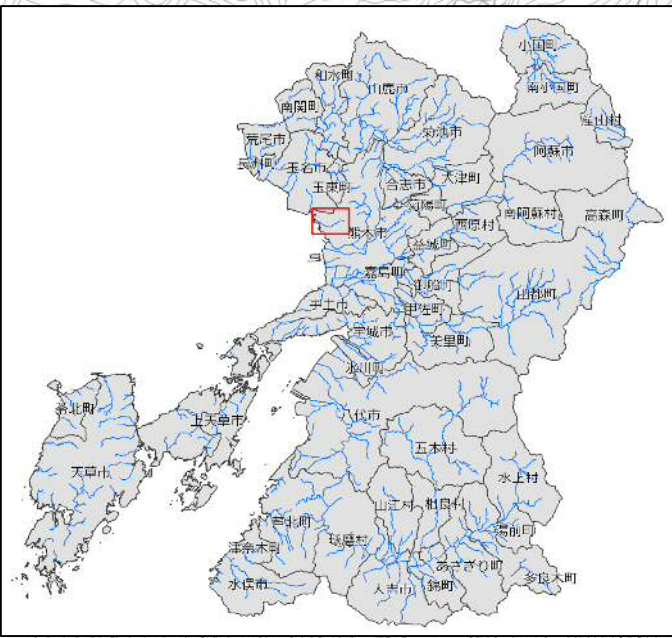 小国町
南小国町
和水町
山鹿市
産山村
南関町
菊池市
荒尾市
阿蘇市
長洲町
玉名市
大津町
玉東町
合志市
菊陽町
南阿蘇村
高森町
西原村
熊本市
益城町
嘉島町
御船町
山都町
宇土市
甲佐町
宇城市
美里町
氷川町
苓北町
上天草市
八代市
五木村
天草市
水上村
山江村
相良村
芦北町
湯前町
球磨村
津奈木町
あさぎり町
多良木町
水俣市
人吉市
錦町